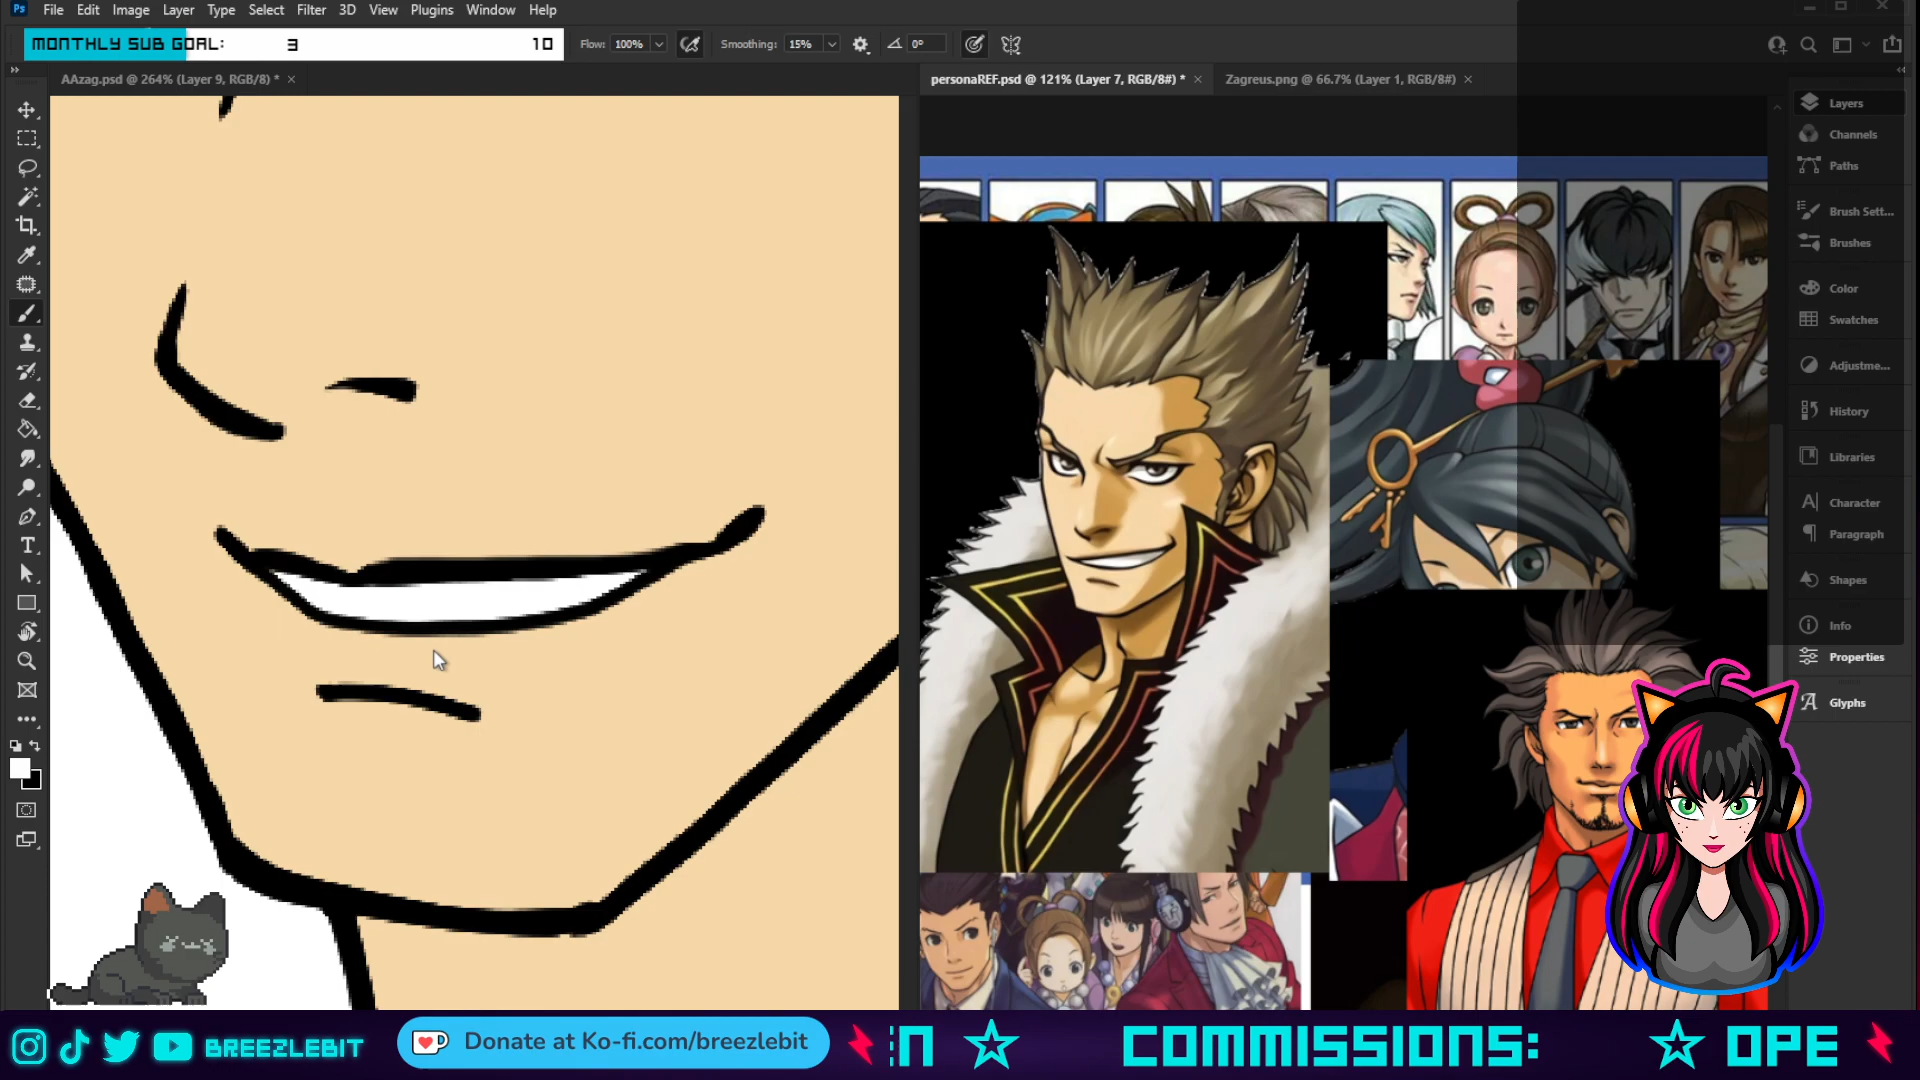 Ps File Edit Image Layer Type Select Filter 3D View Plugins Window Help
MONTHLY SUB GOAL: 3 10
Flow: 100% Smoothing: 15% 0°
AAzag.psd @ 264% (Layer 9, RGB/8) * ×
personaREF.psd @ 121% (Layer 7, RGB/8#) * ×
Zagreus.png @ 66.7% (Layer 1, RGB/8#) ×
Layers
Channels
Paths
Brush Sett...
Brushes
Color
Swatches
Adjustme...
History
Libraries
Character
Paragraph
Shapes
Info
Properties
Glyphs
BREEZLEBIT
Donate at Ko-fi.com/breezlebit
:N ☆ COMMISSIONS: ☆ OPE